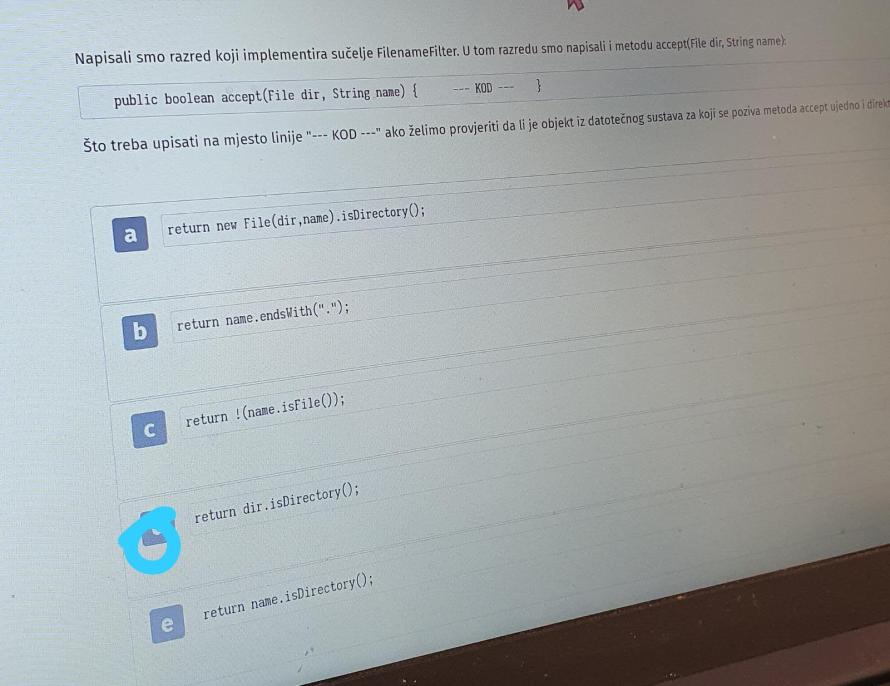 Napisali smo razred koji implementira sučelje FilenameFilter. U tom razredu smo napisali i metodu accept(File dir, String name):
public boolean accept(File dir, String name) { --- KOD --- }
Što treba upisati na mjesto linije "--- KOD ---" ako želimo provjeriti da li je objekt iz datotečnog sustava za koji se poziva metoda accept ujedno i
a return new File(dir,name).isDirectory();
b return name.endsWith(".");
c return !(name.isFile());
return dir.isDirectory();
e return name.isDirectory();